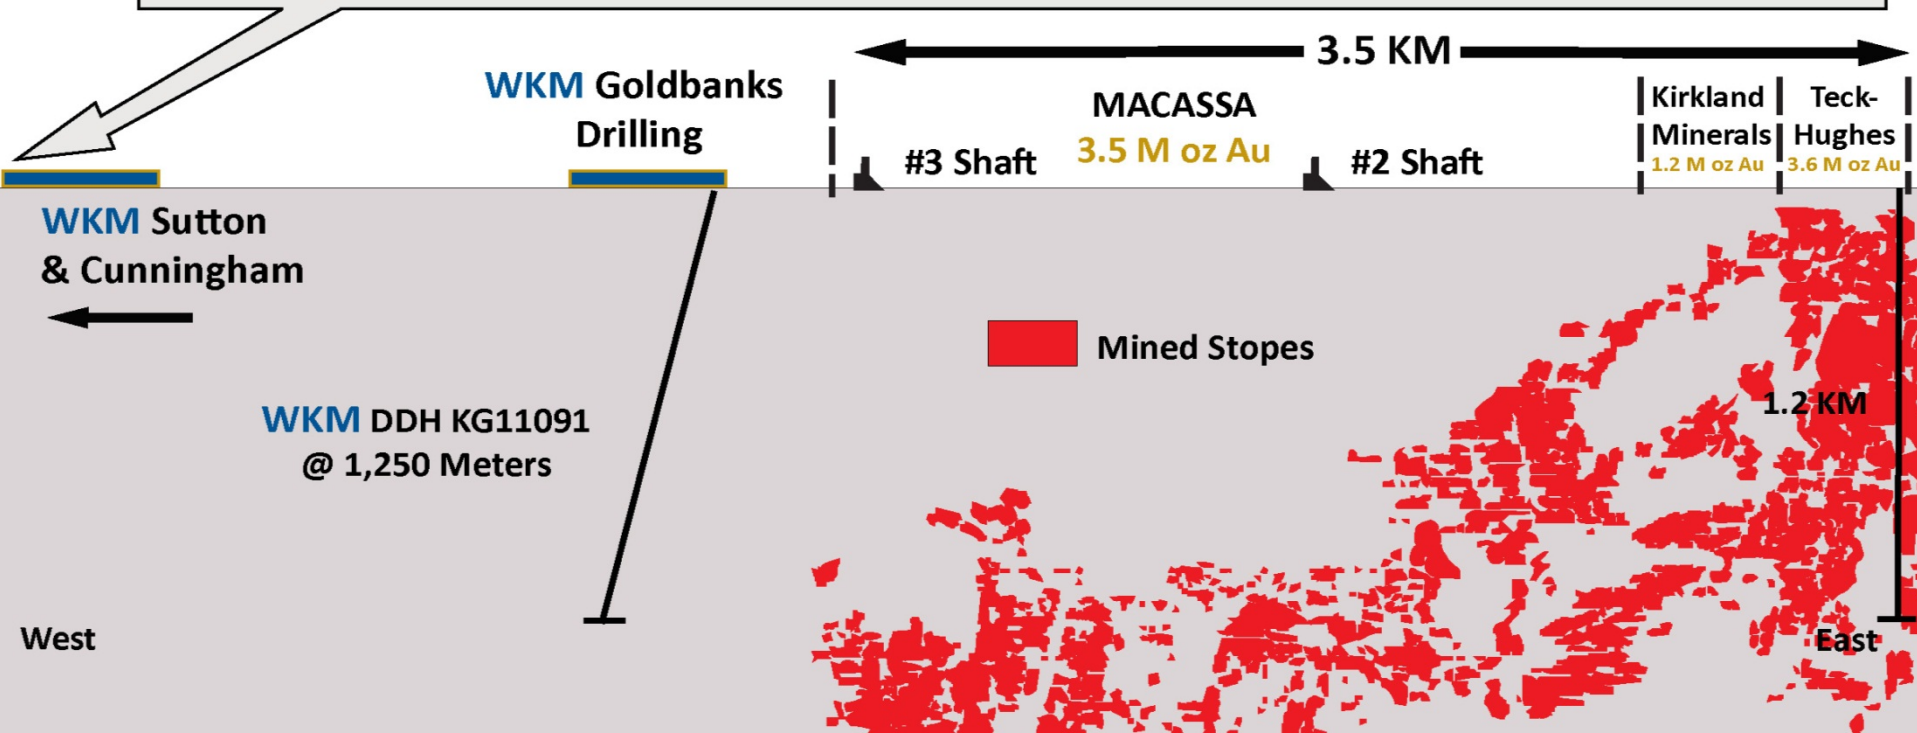 3.5 KM
WKM Goldbanks
Drilling
MACASSA
3.5 M oz Au
#3 Shaft
#2 Shaft
Kirkland
Minerals
1.2 M oz Au
Teck-
Hughes
3.6 M oz Au
WKM Sutton
& Cunningham
Mined Stopes
WKM DDH KG11091
@ 1,250 Meters
1.2 KM
West
East